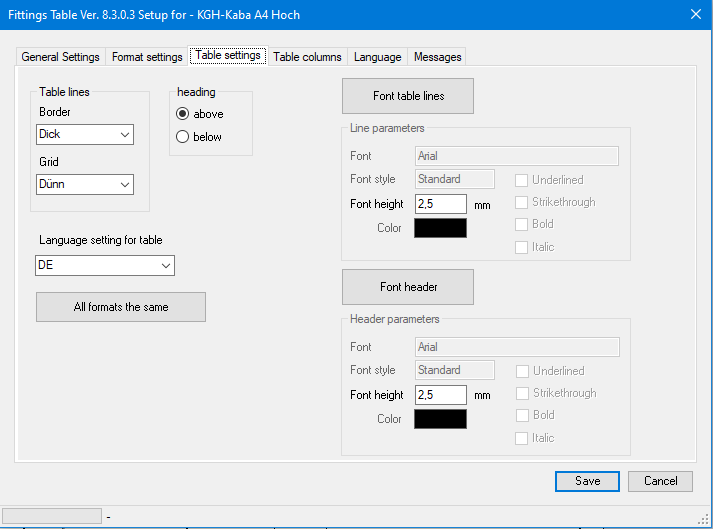 Fittings Table Ver. 8.3.0.3 Setup for - KGH-Kaba A4 Hoch
General Settings
Format settings
Table settings
Table columns
Language
Messages
Table lines
Border
Dick
Grid
Dünn
heading
above
below
Language setting for table
DE
All formats the same
Font table lines
Line parameters
Font
Arial
Font style
Standard
Font height
2,5
mm
Color
Underlined
Strikethrough
Bold
Italic
Font header
Header parameters
Font
Arial
Font style
Standard
Font height
2,5
mm
Color
Underlined
Strikethrough
Bold
Italic
Save
Cancel
-